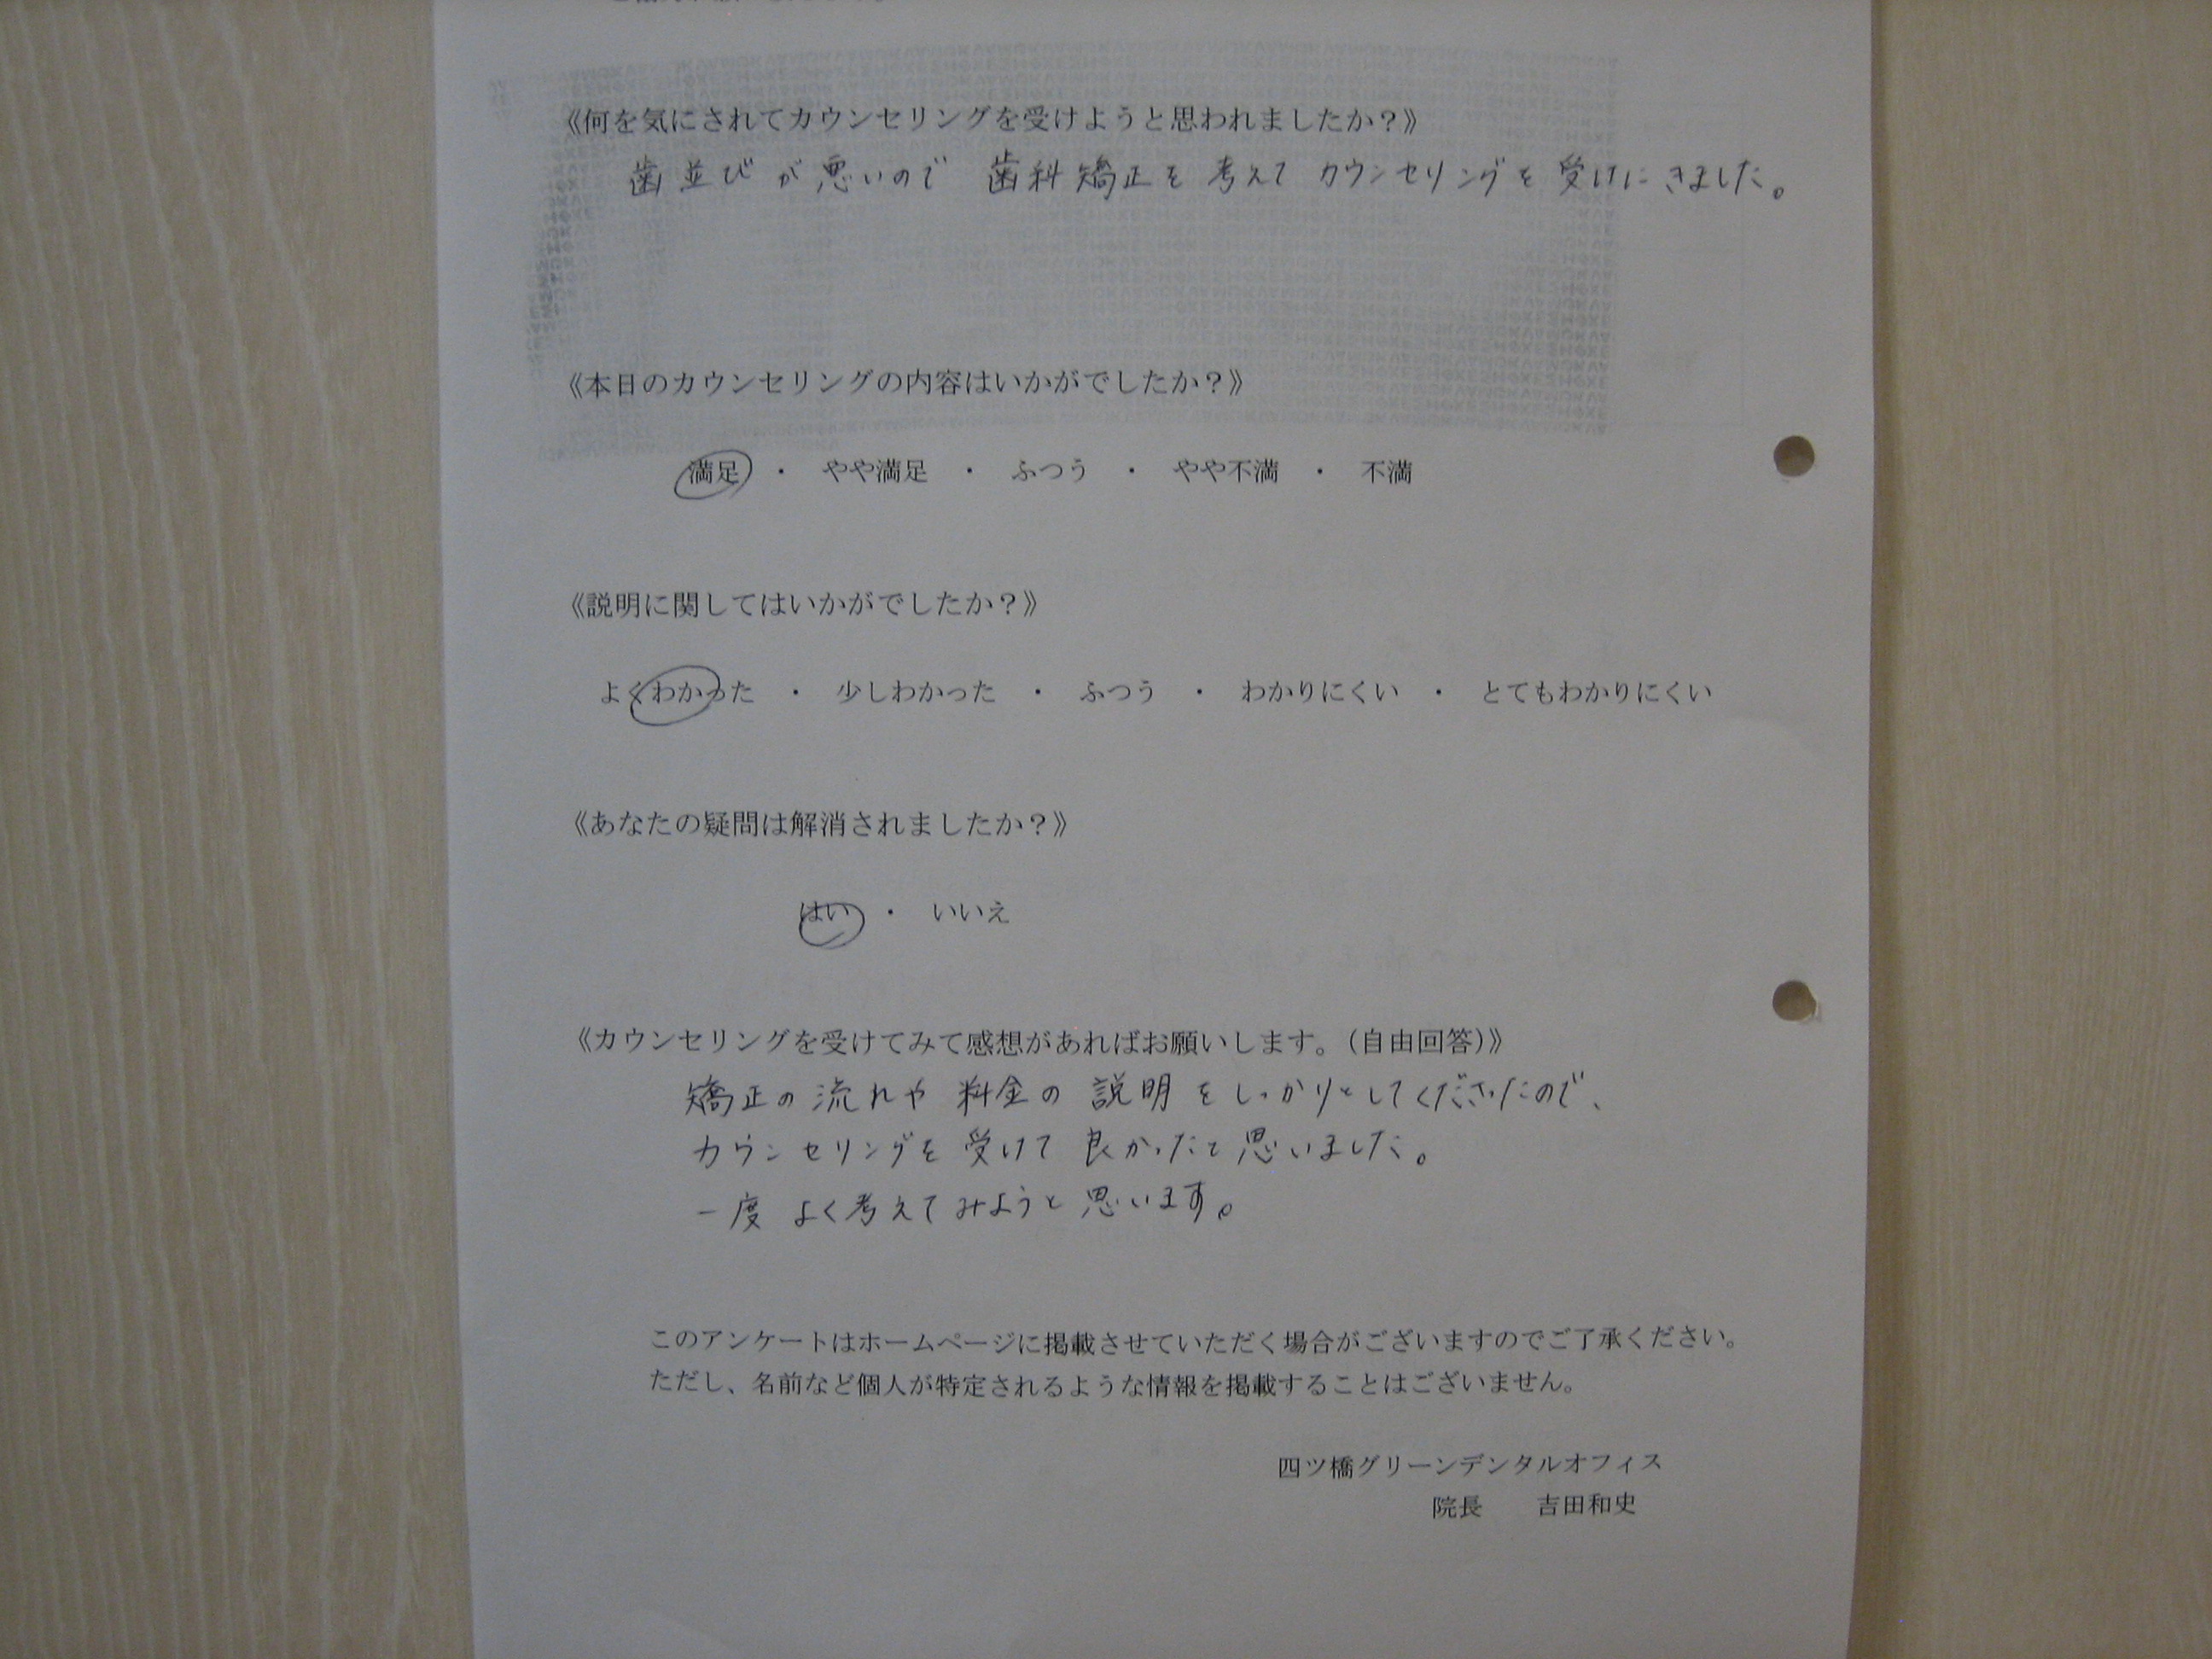 《何を気にされてカウンセリングを受けようと思われましたか？》
歯並びが悪いので 歯科矯正を考えてカウンセリングを受けにきました。
《本日のカウンセリングの内容はいかがでしたか？》
満足 ・ やや満足 ・ ふつう ・ やや不満 ・ 不満
《説明に関してはいかがでしたか？》
よくわかった ・ 少しわかった ・ ふつう ・ わかりにくい ・ とてもわかりにくい
《あなたの疑問は解消されましたか？》
はい ・ いいえ
《カウンセリングを受けてみて感想があればお願いします。（自由回答）》
矯正の流れや料金の説明をしっかりとしてくださったので、
カウンセリングを受けて良かったと思いました。
一度よく考えてみようと思います。
このアンケートはホームページに掲載させていただく場合がございますのでご了承ください。
ただし、名前など個人が特定されるような情報を掲載することはございません。
四ツ橋グリーンデンタルオフィス
院長 吉田和史